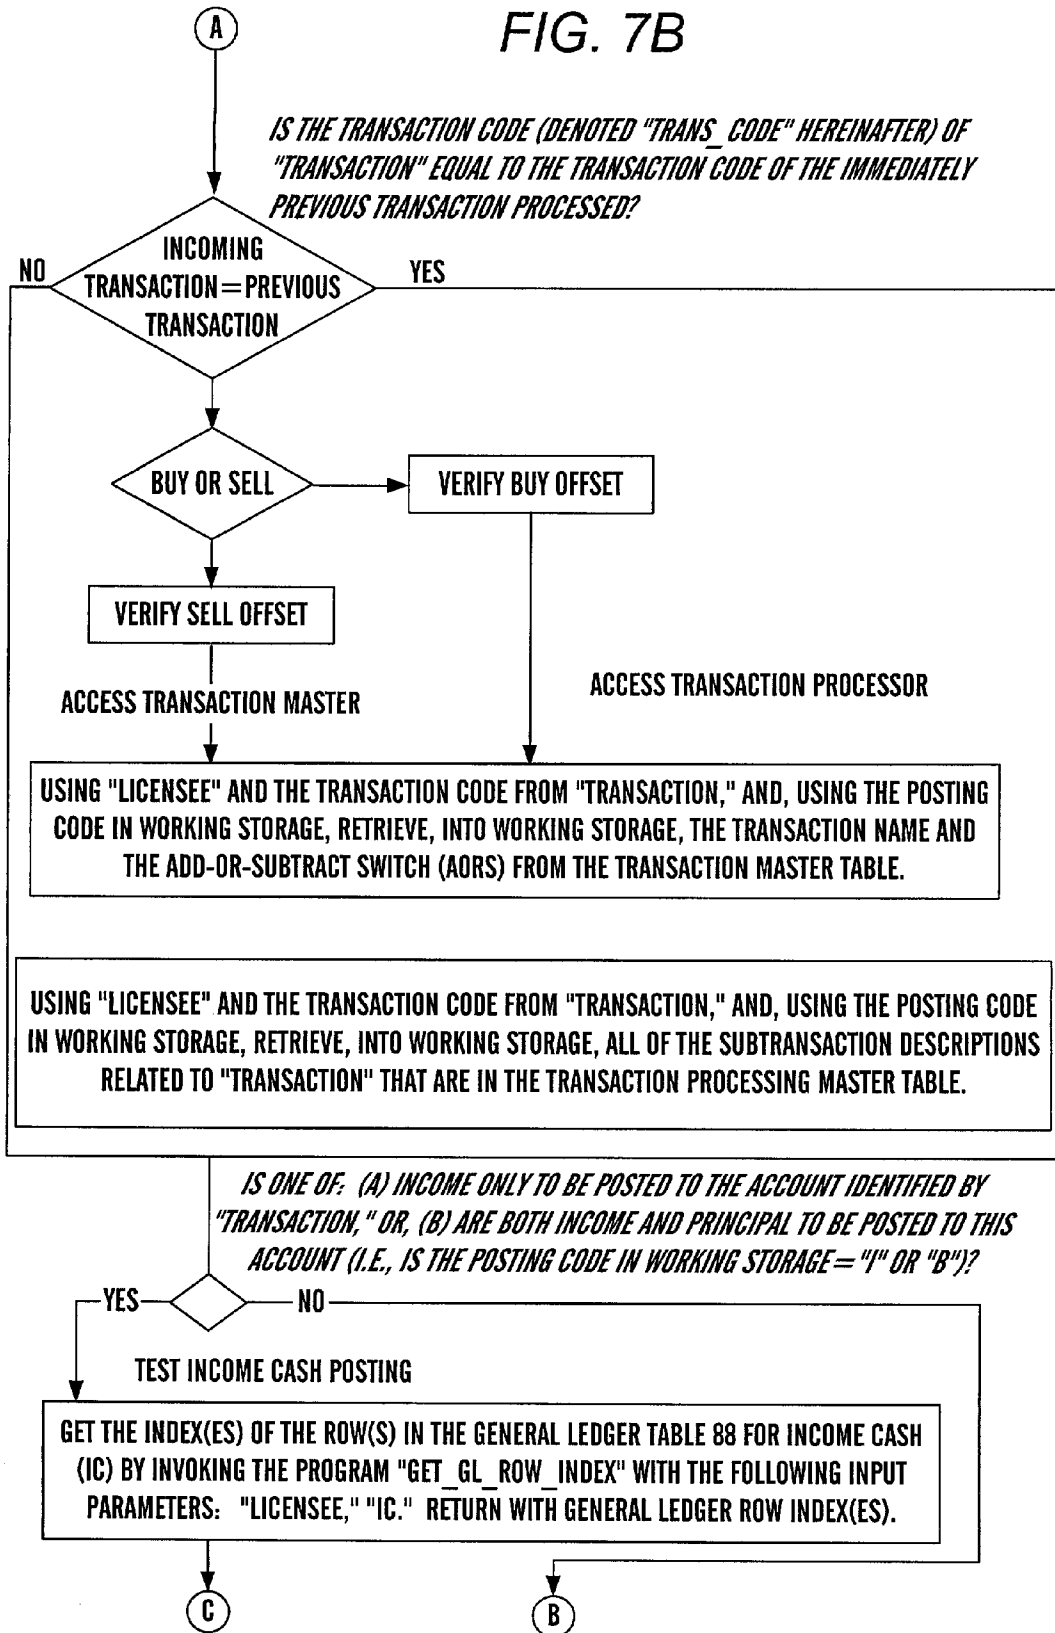 A
FIG. 7B
IS THE TRANSACTION CODE (DENOTED "TRANS_CODE" HEREINAFTER) OF
"TRANSACTION" EQUAL TO THE TRANSACTION CODE OF THE IMMEDIATELY
PREVIOUS TRANSACTION PROCESSED?
INCOMING
TRANSACTION=PREVIOUS
TRANSACTION
NO
YES
BUY OR SELL
VERIFY BUY OFFSET
VERIFY SELL OFFSET
ACCESS TRANSACTION MASTER
ACCESS TRANSACTION PROCESSOR
USING "LICENSEE" AND THE TRANSACTION CODE FROM "TRANSACTION," AND, USING THE POSTING
CODE IN WORKING STORAGE, RETRIEVE, INTO WORKING STORAGE, THE TRANSACTION NAME AND
THE ADD-OR-SUBTRACT SWITCH (AORS) FROM THE TRANSACTION MASTER TABLE.
USING "LICENSEE" AND THE TRANSACTION CODE FROM "TRANSACTION," AND, USING THE POSTING CODE
IN WORKING STORAGE, RETRIEVE, INTO WORKING STORAGE, ALL OF THE SUBTRANSACTION DESCRIPTIONS
RELATED TO "TRANSACTION" THAT ARE IN THE TRANSACTION PROCESSING MASTER TABLE.
IS ONE OF: (A) INCOME ONLY TO BE POSTED TO THE ACCOUNT IDENTIFIED BY
"TRANSACTION," OR, (B) ARE BOTH INCOME AND PRINCIPAL TO BE POSTED TO THIS
ACCOUNT (I.E., IS THE POSTING CODE IN WORKING STORAGE = "I" OR "B")?
YES
NO
TEST INCOME CASH POSTING
GET THE INDEX(ES) OF THE ROW(S) IN THE GENERAL LEDGER TABLE 88 FOR INCOME CASH
(IC) BY INVOKING THE PROGRAM "GET_GL_ROW_INDEX" WITH THE FOLLOWING INPUT
PARAMETERS: "LICENSEE," "IC." RETURN WITH GENERAL LEDGER ROW INDEX(ES).
C
B